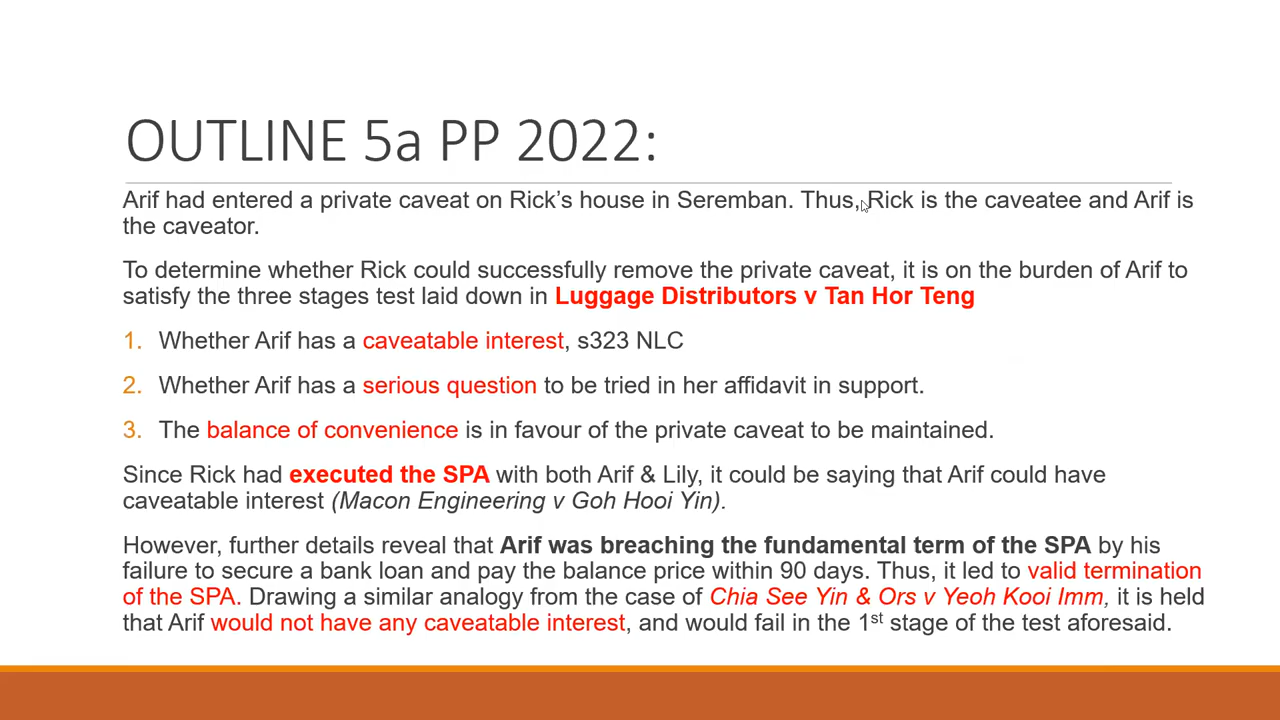 OUTLINE 5a PP 2022:
Arif had entered a private caveat on Rick’s house in Seremban. Thus, Rick is the caveatee and Arif is
the caveator.
To determine whether Rick could successfully remove the private caveat, it is on the burden of Arif to
satisfy the three stages test laid down in Luggage Distributors v Tan Hor Teng
1. Whether Arif has a caveatable interest, s323 NLC
2. Whether Arif has a serious question to be tried in her affidavit in support.
3. The balance of convenience is in favour of the private caveat to be maintained.
Since Rick had executed the SPA with both Arif & Lily, it could be saying that Arif could have
caveatable interest (Macon Engineering v Goh Hooi Yin).
However, further details reveal that Arif was breaching the fundamental term of the SPA by his
failure to secure a bank loan and pay the balance price within 90 days. Thus, it led to valid termination
of the SPA. Drawing a similar analogy from the case of Chia See Yin & Ors v Yeoh Kooi Imm, it is held
that Arif would not have any caveatable interest, and would fail in the 1st stage of the test aforesaid.